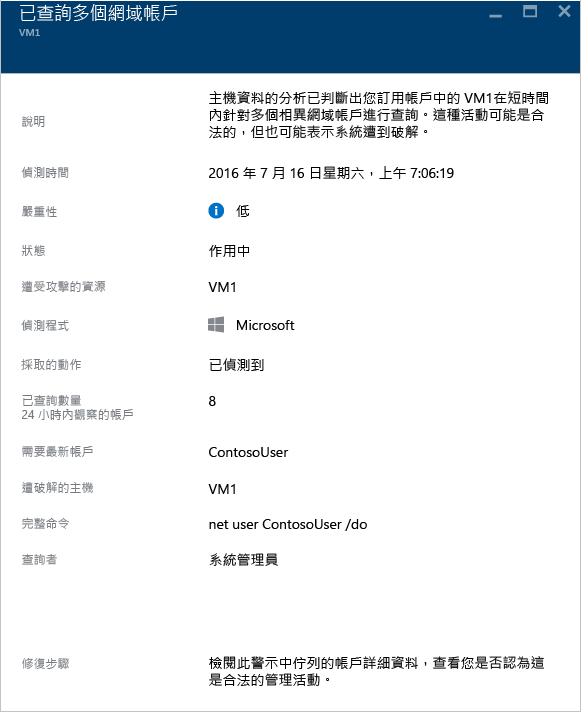 已查詢多個網域帳戶
VM1
說明
主機資料的分析已判斷出您訂用帳戶中的 VM1在短時間
內針對多個相異網域帳戶進行查詢。這種活動可能是合
法的，但也可能表示系統遭到破解。
偵測時間
2016 年 7 月 16 日星期六，上午 7:06:19
嚴重性
低
狀態
作用中
遭受攻擊的資源
VM1
偵測程式
Microsoft
採取的動作
已偵測到
已查詢數量
24 小時內觀察的帳戶
8
需要最新帳戶
ContosoUser
遭破解的主機
VM1
完整命令
net user ContosoUser /do
查詢者
系統管理員
修復步驟
檢閱此警示中佇列的帳戶詳細資料，查看您是否認為這
是合法的管理活動。